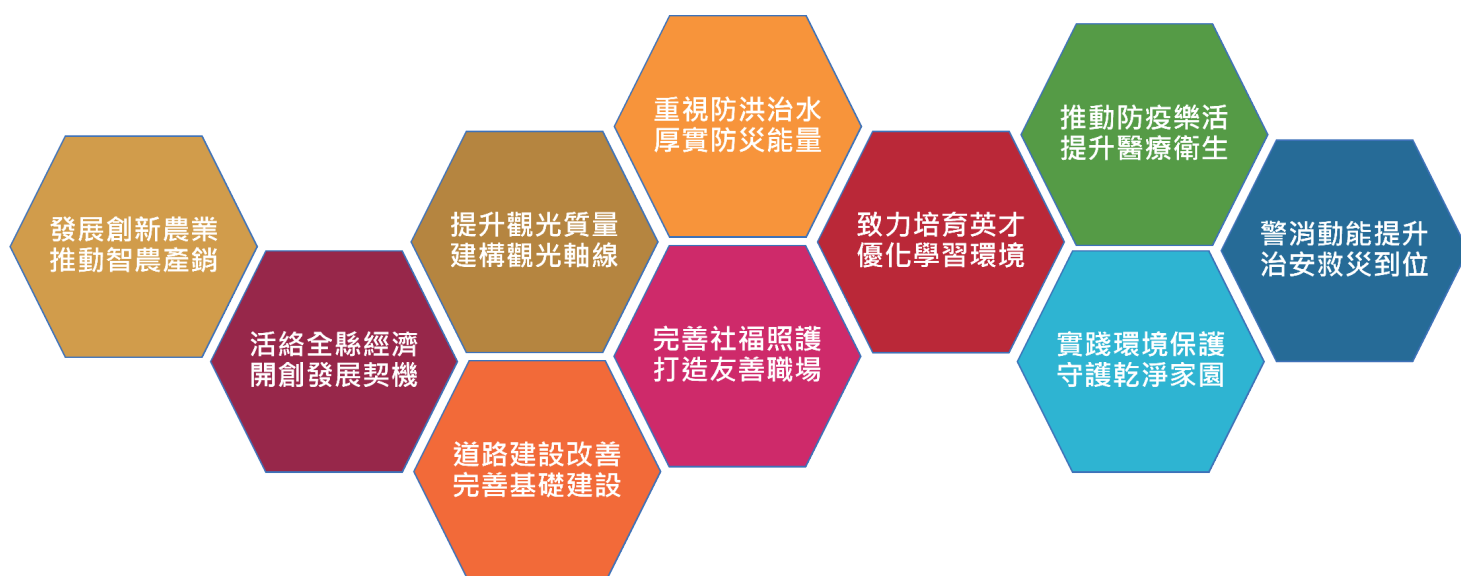 發展創新農業
推動智農產銷
活絡全縣經濟
開創發展契機
提升觀光質量
建構觀光軸線
道路建設改善
完善基礎建設
重視防洪治水
厚實防災能量
完善社福照護
打造友善職場
致力培育英才
優化學習環境
推動防疫樂活
提升醫療衛生
實踐環境保護
守護乾淨家園
警消動能提升
治安救災到位